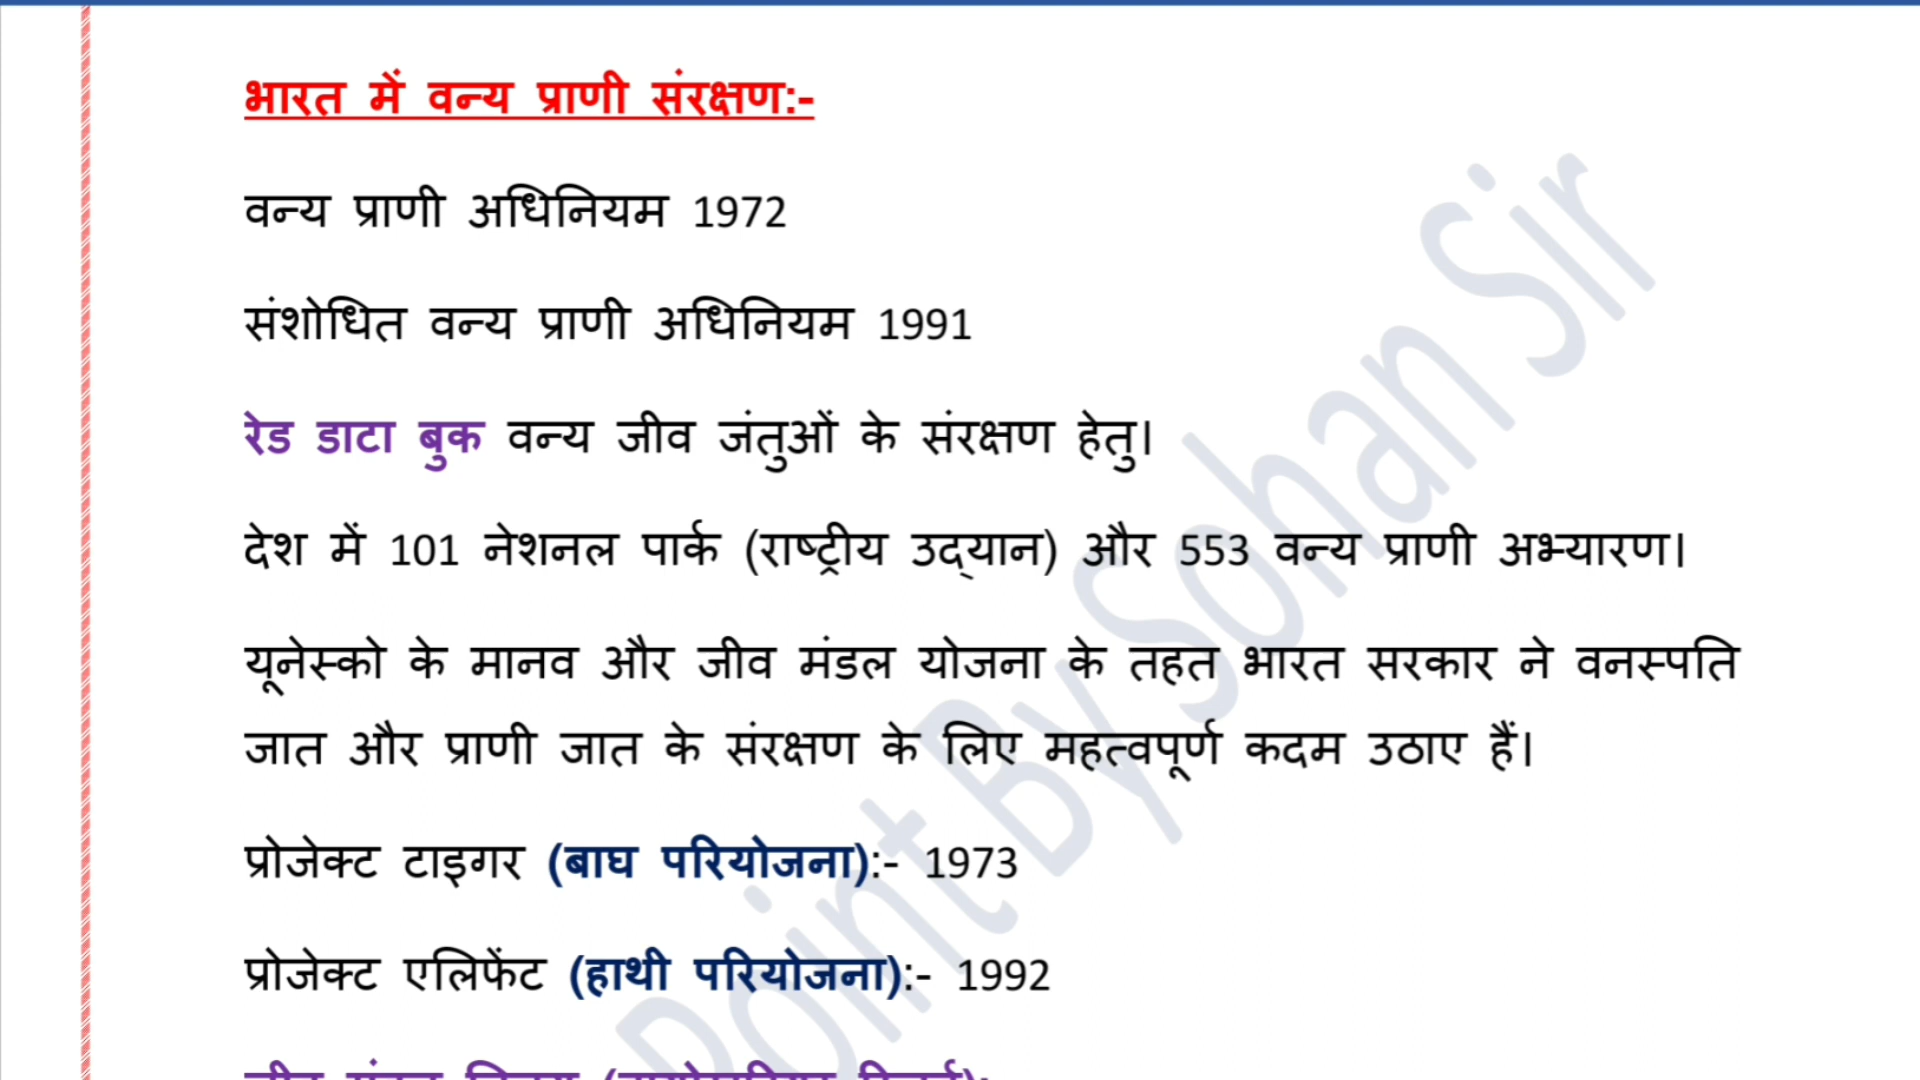 भारत में वन्य प्राणी संरक्षण:-
वन्य प्राणी अधिनियम 1972
संशोधित वन्य प्राणी अधिनियम 1991
रेड डाटा बुक वन्य जीव जंतुओं के संरक्षण हेतु।
देश में 101 नेशनल पार्क (राष्ट्रीय उद्यान) और 553 वन्य प्राणी अभ्यारण।
यूनेस्को के मानव और जीव मंडल योजना के तहत भारत सरकार ने वनस्पति
जात और प्राणी जात के संरक्षण के लिए महत्वपूर्ण कदम उठाए हैं।
प्रोजेक्ट टाइगर (बाघ परियोजना):- 1973
प्रोजेक्ट एलिफेंट (हाथी परियोजना):- 1992
Point By Sohan Sir